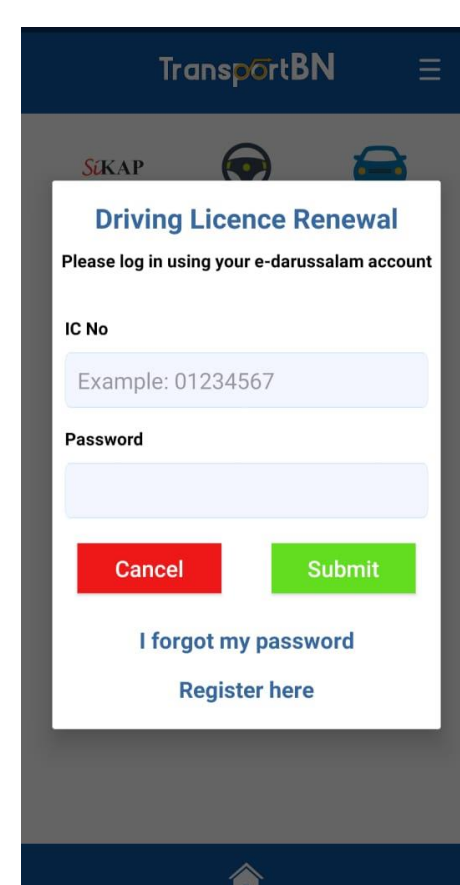 TransportBN
SiKAP
Driving Licence Renewal
Please log in using your e-darussalam account
IC No
Example: 01234567
Password
Cancel
Submit
I forgot my password
Register here